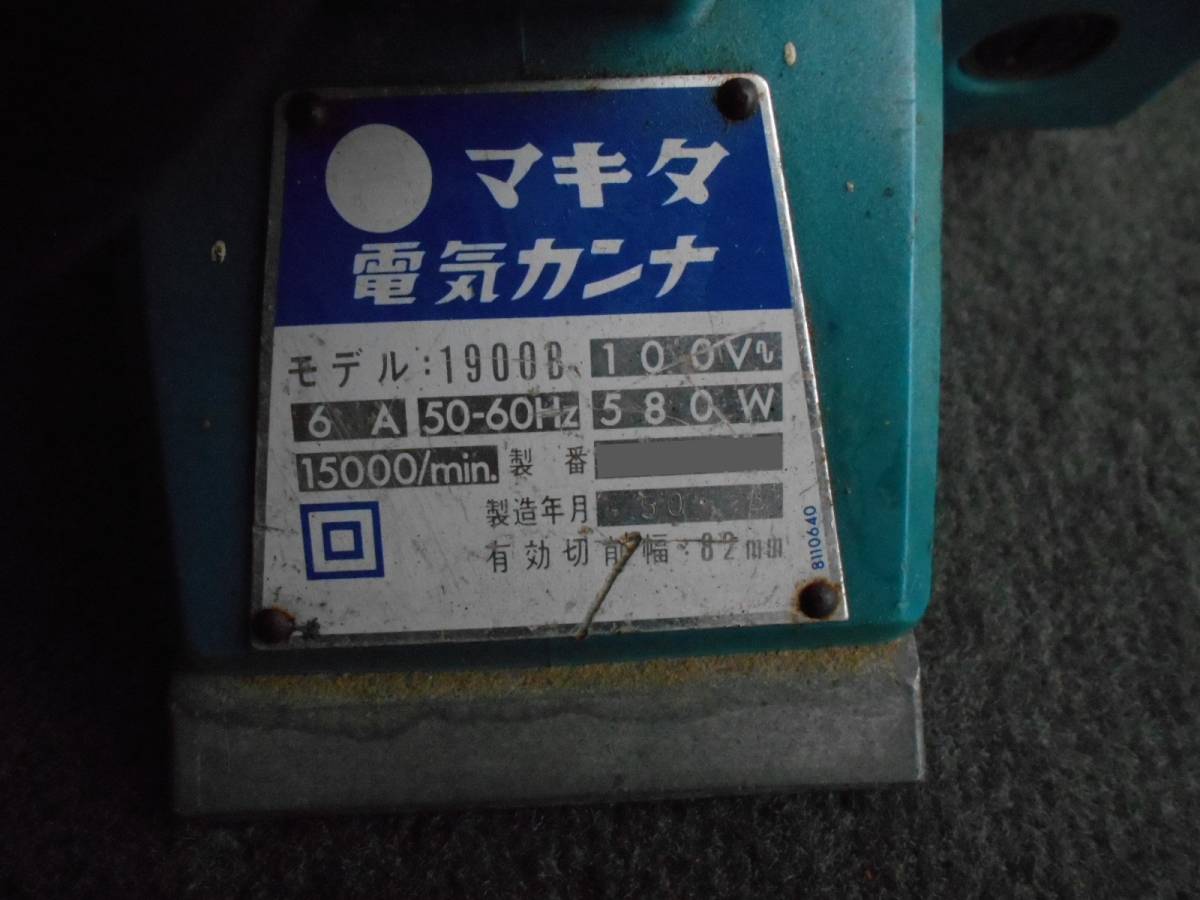 マキタ
電気カンナ
モデル:1900B 100V
6 A 50-60Hz 580W
15000/min. 製番
製造年月
有効切削幅:82mm
8110640